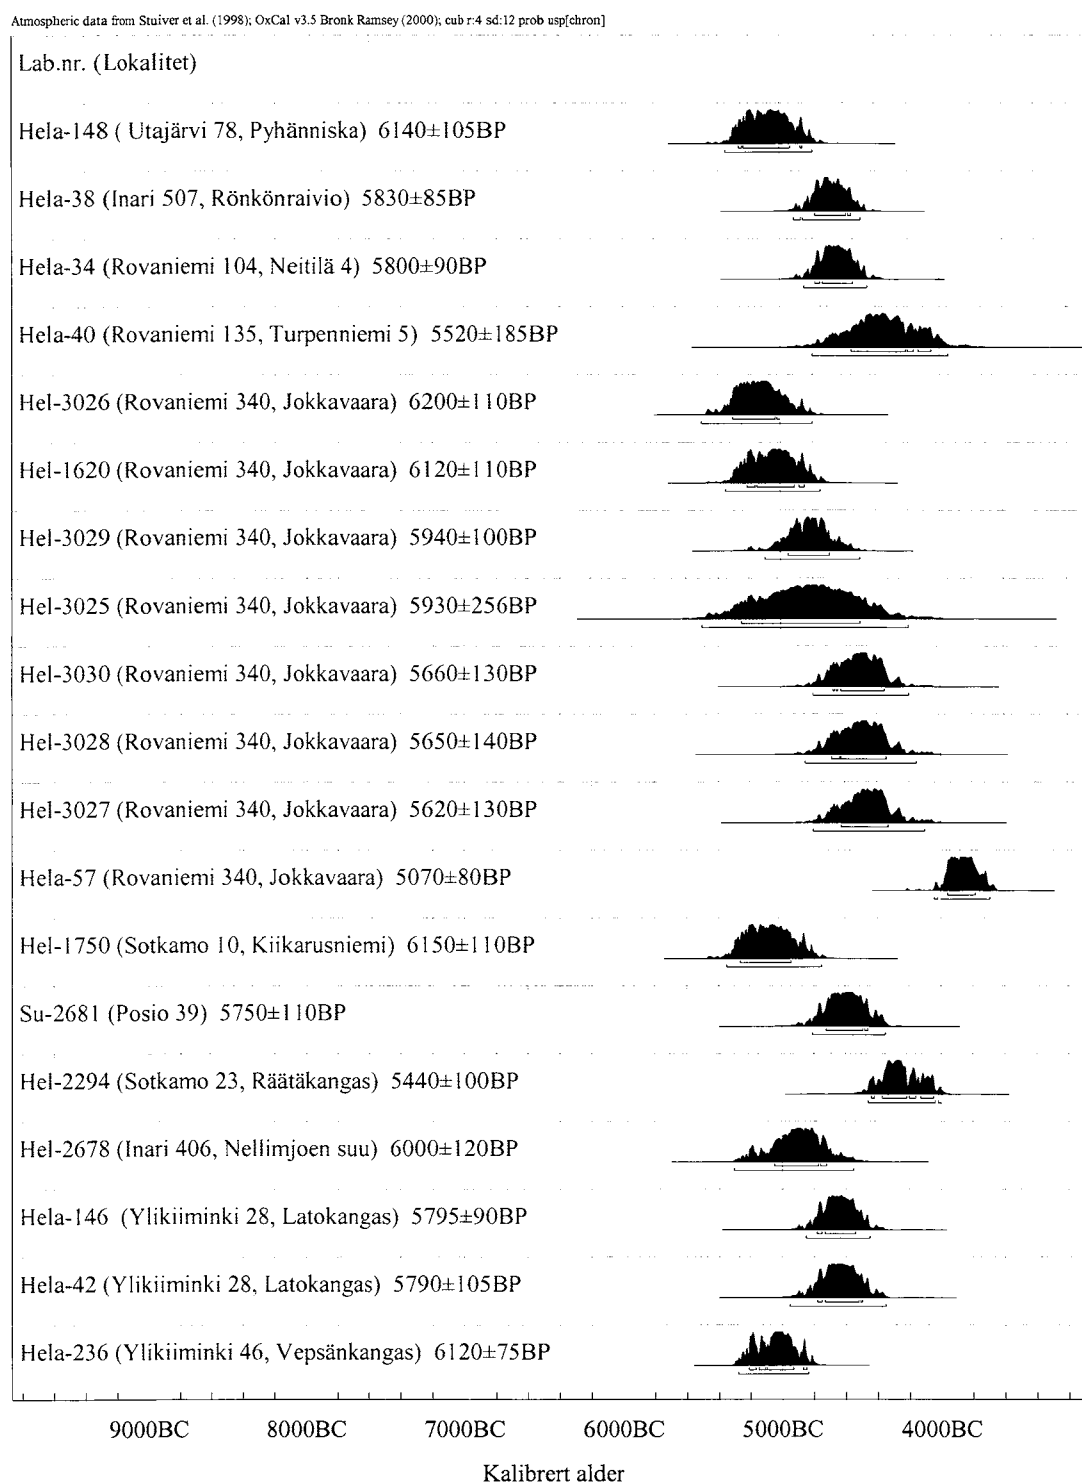 Atmospheric data from Stuiver et al. (1998); OxCal v3.5 Bronk Ramsey (2000); cub r:4 sd:12 prob usp[chron]
Lab.nr. (Lokalitet)
Hela-148 ( Utajärvi 78, Pyhänniska) 6140±105BP
Hela-38 (Inari 507, Rönkönraivio) 5830±85BP
Hela-34 (Rovaniemi 104, Neitilä 4) 5800±90BP
Hela-40 (Rovaniemi 135, Turpenniemi 5) 5520±185BP
Hel-3026 (Rovaniemi 340, Jokkavaara) 6200±110BP
Hel-1620 (Rovaniemi 340, Jokkavaara) 6120±110BP
Hel-3029 (Rovaniemi 340, Jokkavaara) 5940±100BP
Hel-3025 (Rovaniemi 340, Jokkavaara) 5930±256BP
Hel-3030 (Rovaniemi 340, Jokkavaara) 5660±130BP
Hel-3028 (Rovaniemi 340, Jokkavaara) 5650±140BP
Hel-3027 (Rovaniemi 340, Jokkavaara) 5620±130BP
Hela-57 (Rovaniemi 340, Jokkavaara) 5070±80BP
Hel-1750 (Sotkamo 10, Kiikarusniemi) 6150±110BP
Su-2681 (Posio 39) 5750±110BP
Hel-2294 (Sotkamo 23, Räätäkangas) 5440±100BP
Hel-2678 (Inari 406, Nellimjoen suu) 6000±120BP
Hela-146 (Ylikiiminki 28, Latokangas) 5795±90BP
Hela-42 (Ylikiiminki 28, Latokangas) 5790±105BP
Hela-236 (Ylikiiminki 46, Vepsänkangas) 6120±75BP
9000BC 8000BC 7000BC 6000BC 5000BC 4000BC
Kalibrert alder